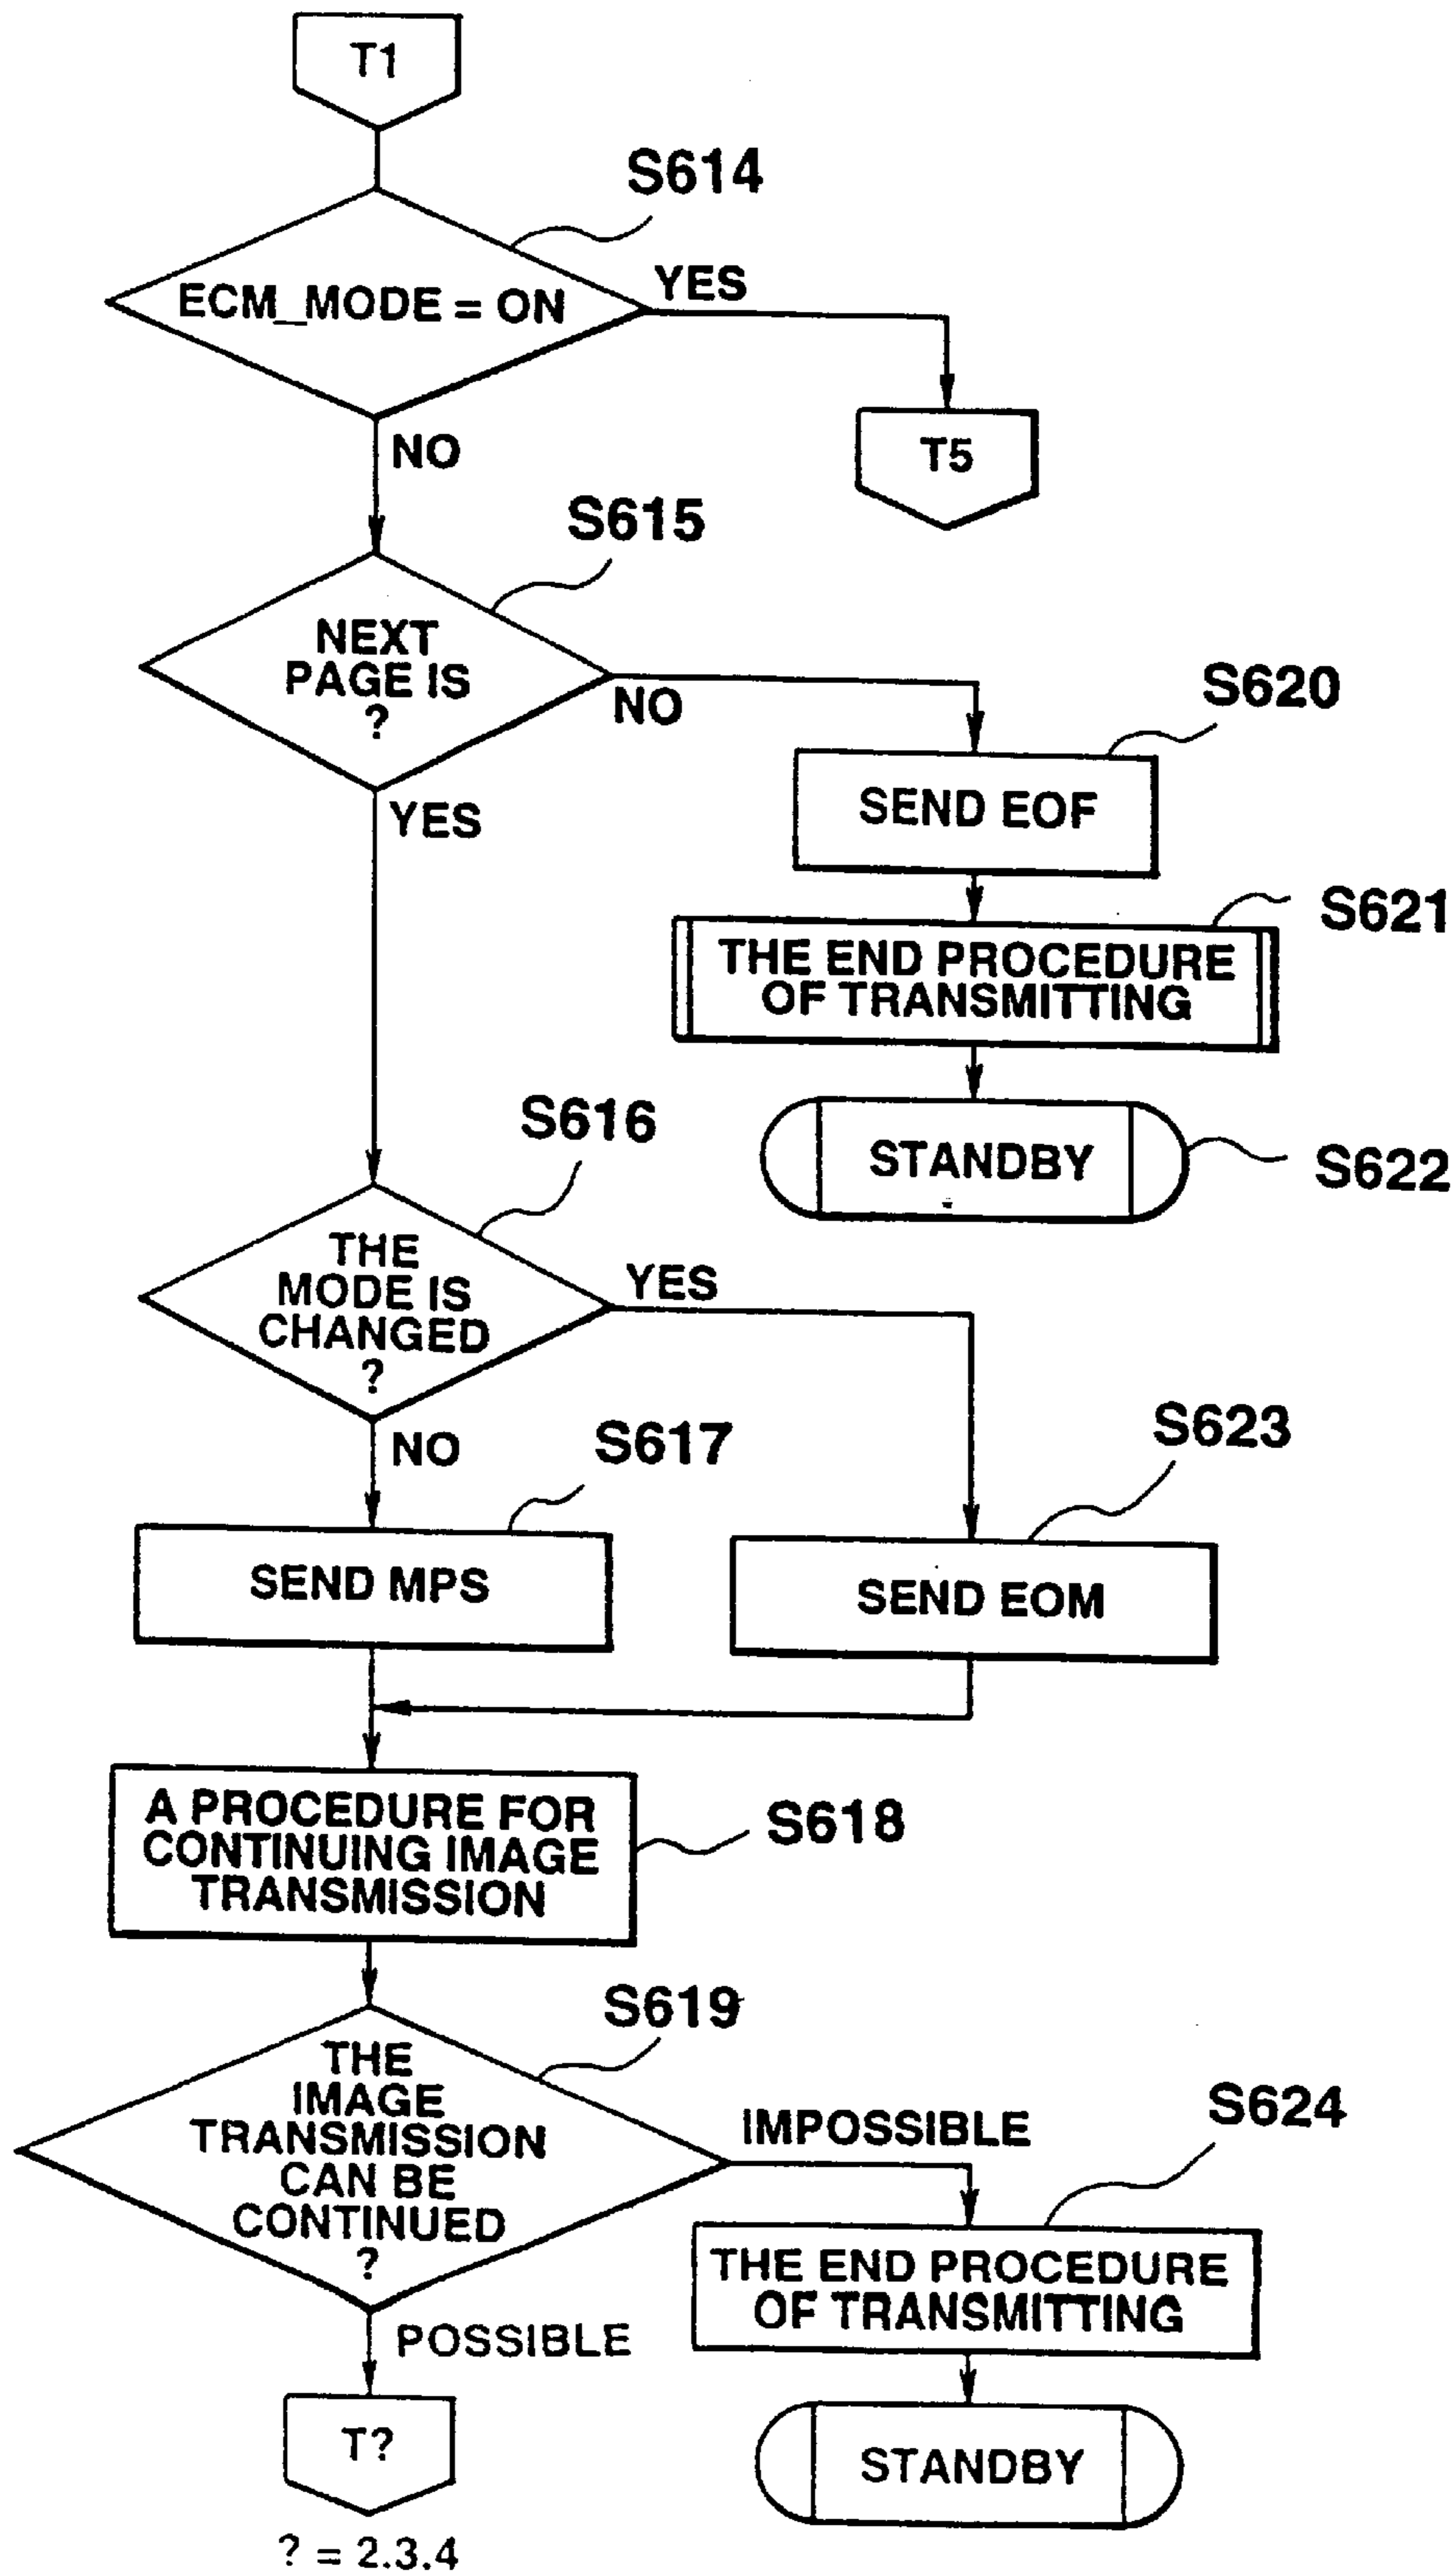 T1
S614
ECM_MODE = ON
YES
T5
NO
S615
NEXT
PAGE IS
?
NO
S620
YES
SEND EOF
S621
THE END PROCEDURE
OF TRANSMITTING
S616
STANDBY
S622
THE
MODE IS
CHANGED
?
YES
NO
S617
S623
SEND MPS
SEND EOM
A PROCEDURE FOR
CONTINUING IMAGE
TRANSMISSION
S618
S619
THE
IMAGE
TRANSMISSION
CAN BE
CONTINUED
?
IMPOSSIBLE
S624
THE END PROCEDURE
OF TRANSMITTING
POSSIBLE
T?
STANDBY
? = 2.3.4